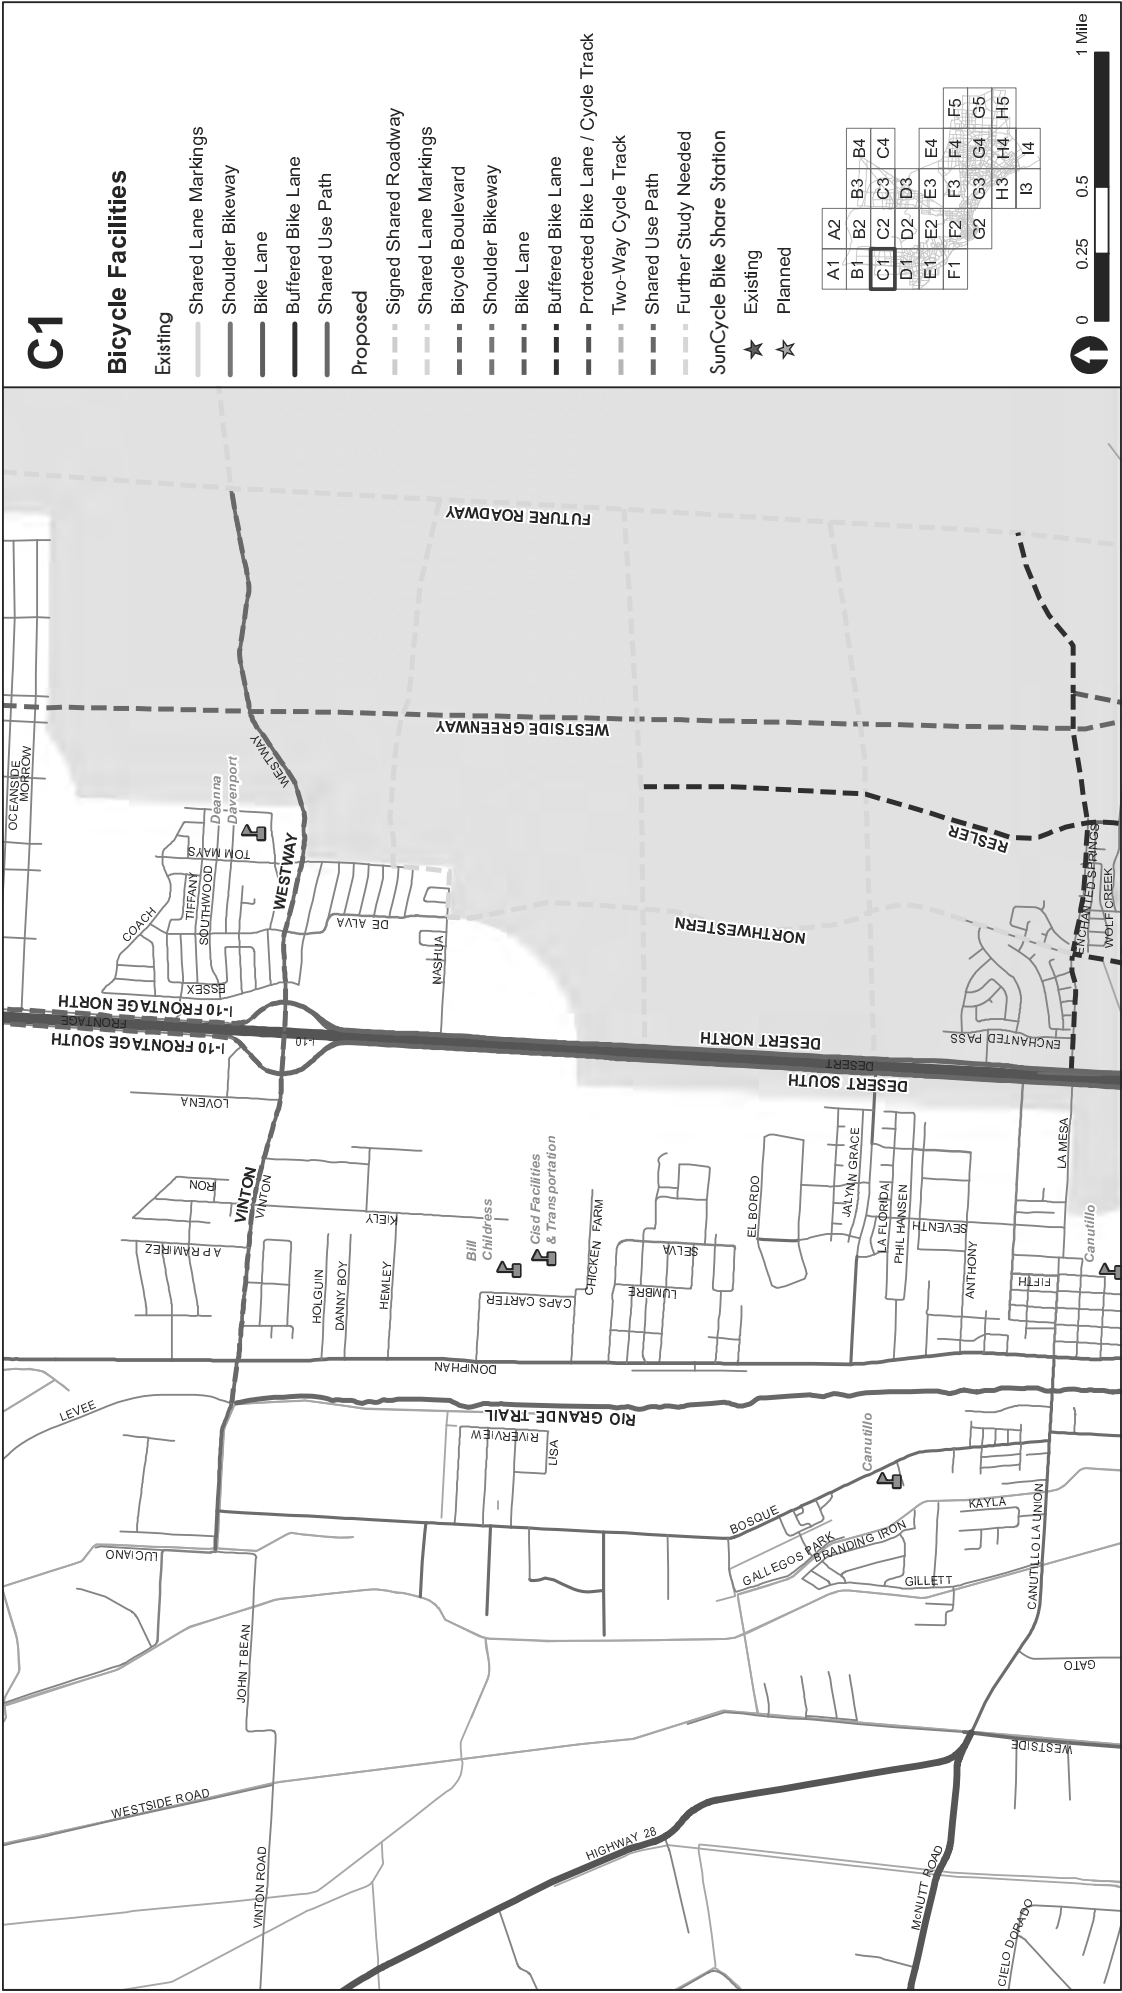 C1
Bicycle Facilities
Existing
Shared Lane Markings
Shoulder Bikeway
Bike Lane
Buffered Bike Lane
Shared Use Path
Proposed
Signed Shared Roadway
Shared Lane Markings
Bicycle Boulevard
Shoulder Bikeway
Bike Lane
Buffered Bike Lane
Protected Bike Lane / Cycle Track
Two-Way Cycle Track
Shared Use Path
Further Study Needed
SunCycle Bike Share Station
Existing
Planned
A1 A2
B1 B2 B3 B4
C1 C2 C3 C4
D1 D2 D3
E1 E2 E3 E4
F1 F2 F3 F4 F5
G2 G3 G4 G5
H3 H4 H5
I3 I4
0 0.25 0.5 1 Mile
FUTURE ROADWAY
WESTSIDE GREENWAY
OCEANSIDE
MORROW
WESTWAY
Deanna
Davenport
TOM MAYS
WESTWAY
TIFFANY
SOUTHWOOD
COACH
ESSEX
DE ALVA
NASHUA
NORTHWESTERN
RESLER
ENCHANTED SPRINGS
WOLF CREEK
ENCHANTED PASS
I-10 FRONTAGE NORTH
FRONTAGE
I-10 FRONTAGE SOUTH
I-10
DESERT NORTH
DESERT
DESERT SOUTH
LOVENA
LA MESA
RON
VINTON
VINTON
KIELY
A P RAMIREZ
Bill
Childress
Cisd Facilities
& Transportation
CHICKEN FARM
EL BORDO
JALYNN GRACE
LA FLORIDA
PHIL HANSEN
SEVENTH
ANTHONY
FIFTH
Canutillo
HOLGUIN
DANNY BOY
HEMLEY
CAPS CARTER
SELVA
LUMBRE
DONIPHAN
LEVEE
RIO GRANDE TRAIL
RIVERVIEW
LISA
Canutillo
BOSQUE
GALLEGOS PARK
BRANDING IRON
KAYLA
GILLETT
CANUTILLO LA UNION
LUCIANO
JOHN T BEAN
GATO
WESTSIDE
WESTSIDE ROAD
VINTON ROAD
HIGHWAY 28
McNUTT ROAD
CIELO DORADO